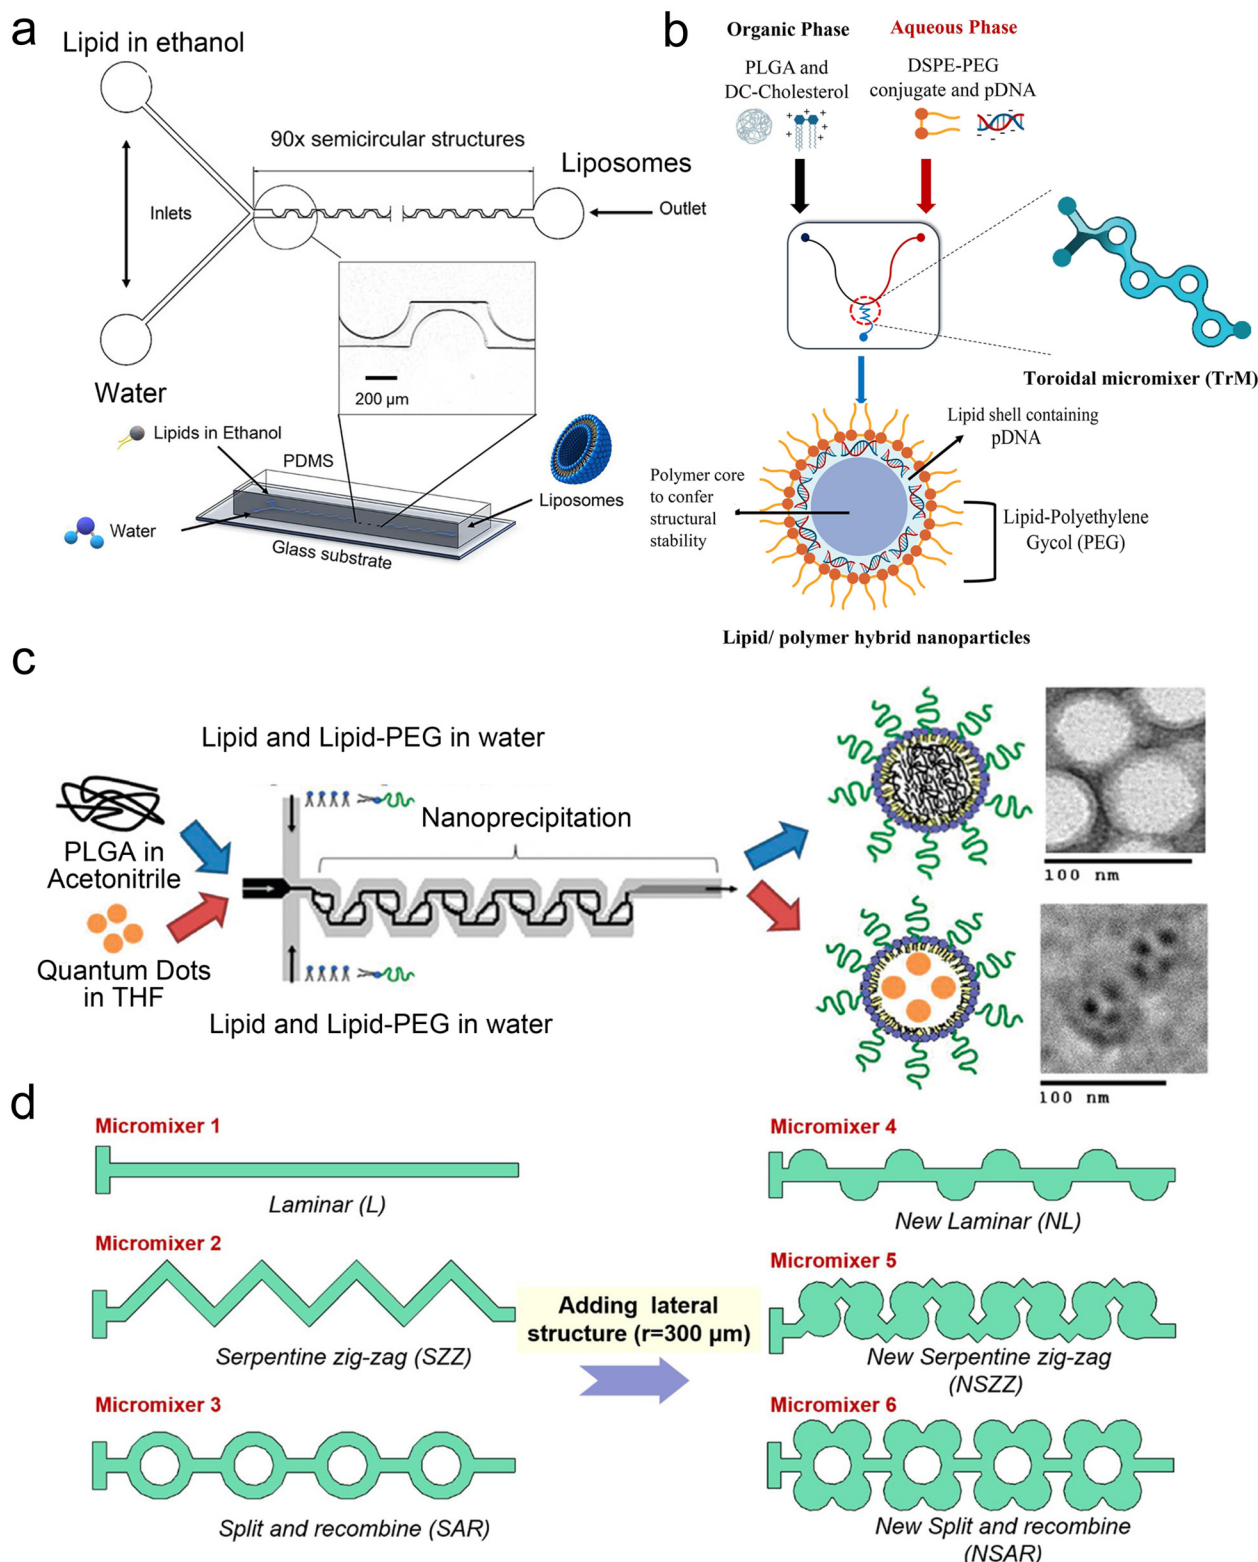 a
Lipid in ethanol
90x semicircular structures
Liposomes
Inlets
Outlet
200 µm
Water
Lipids in Ethanol
PDMS
Water
Liposomes
Glass substrate
b
Organic Phase
Aqueous Phase
PLGA and
DC-Cholesterol
DSPE-PEG
conjugate and pDNA
Toroidal micromixer (TrM)
Lipid shell containing
pDNA
Polymer core
to confer
structural
stability
Lipid-Polyethylene
Gycol (PEG)
Lipid/ polymer hybrid nanoparticles
c
Lipid and Lipid-PEG in water
Nanoprecipitation
PLGA in
Acetonitrile
Quantum Dots
in THF
Lipid and Lipid-PEG in water
100 nm
100 nm
d
Micromixer 1
Laminar (L)
Micromixer 2
Serpentine zig-zag (SZZ)
Micromixer 3
Split and recombine (SAR)
Adding lateral
structure (r=300 µm)
Micromixer 4
New Laminar (NL)
Micromixer 5
New Serpentine zig-zag
(NSZZ)
Micromixer 6
New Split and recombine
(NSAR)